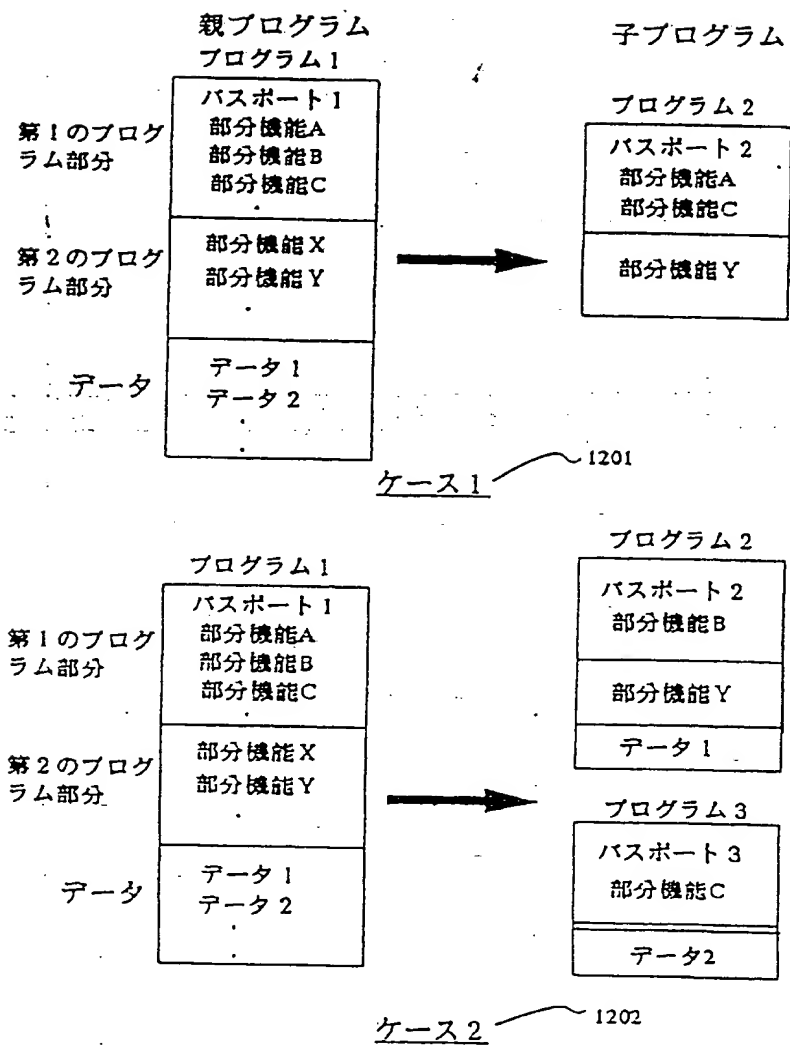 親プログラム
プログラム1
パスポート1
部分機能A
部分機能B
部分機能C
第1のプログ
ラム部分
部分機能X
部分機能Y
第2のプログ
ラム部分
データ1
データ2
データ
子プログラム
プログラム2
パスポート2
部分機能A
部分機能C
部分機能Y
ケース1
1201
プログラム1
パスポート1
部分機能A
部分機能B
部分機能C
第1のプログ
ラム部分
部分機能X
部分機能Y
第2のプログ
ラム部分
データ1
データ2
データ
プログラム2
パスポート2
部分機能B
部分機能Y
データ1
プログラム3
パスポート3
部分機能C
データ2
ケース2
1202